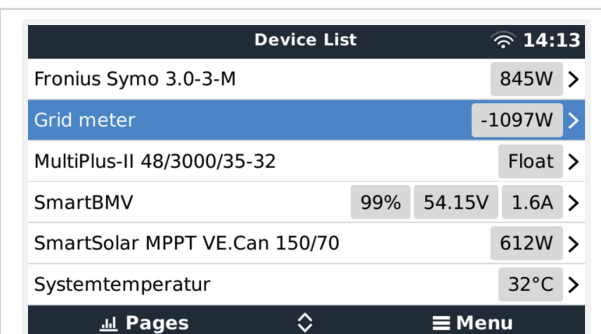 Device List 14:13
Fronius Symo 3.0-3-M 845W
Grid meter -1097W
MultiPlus-II 48/3000/35-32 Float
SmartBMV 99% 54.15V 1.6A
SmartSolar MPPT VE.Can 150/70 612W
Systemtemperatur 32°C
Pages Menu